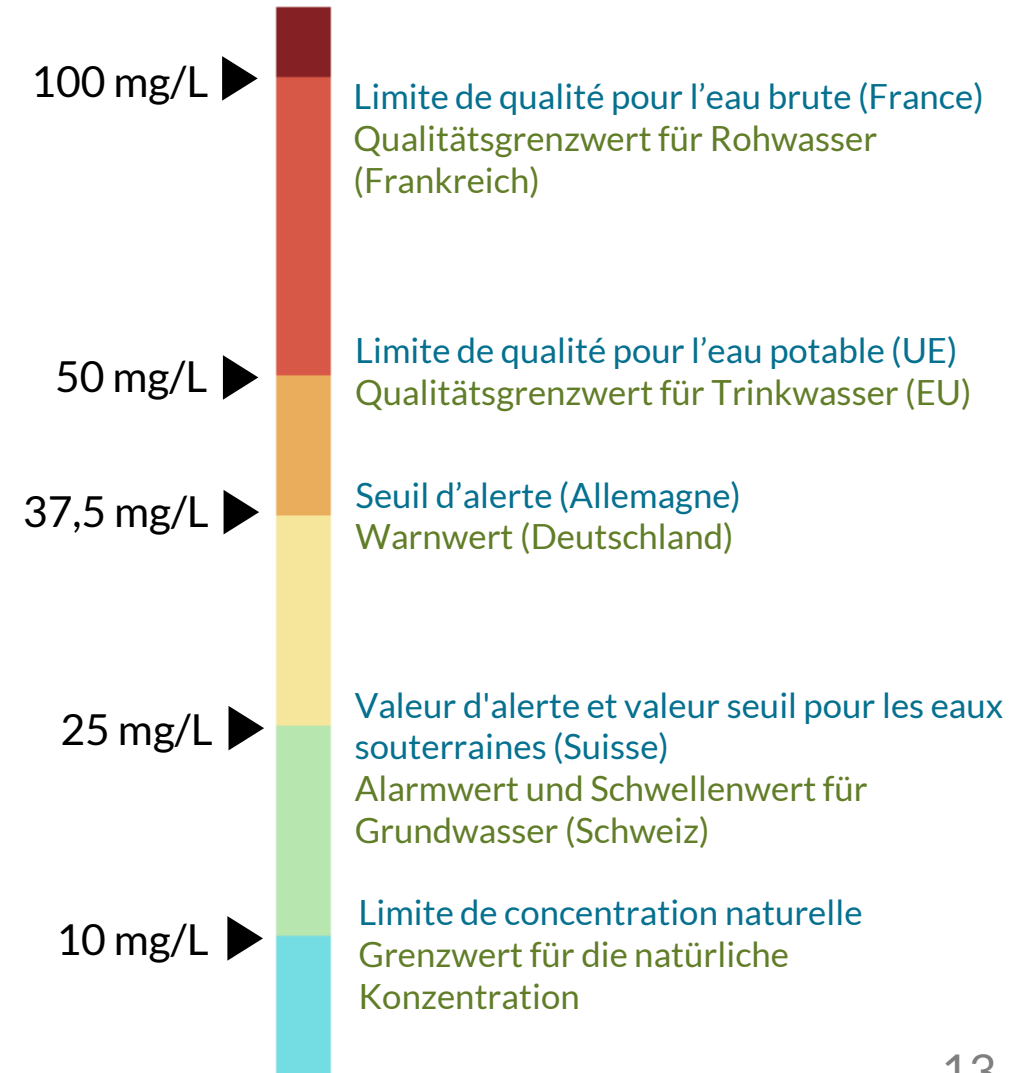 100 mg/L
Limite de qualité pour l’eau brute (France)
Qualitätsgrenzwert für Rohwasser
(Frankreich)
50 mg/L
Limite de qualité pour l’eau potable (UE)
Qualitätsgrenzwert für Trinkwasser (EU)
37,5 mg/L
Seuil d’alerte (Allemagne)
Warnwert (Deutschland)
25 mg/L
Valeur d'alerte et valeur seuil pour les eaux
souterraines (Suisse)
Alarmwert und Schwellenwert für
Grundwasser (Schweiz)
10 mg/L
Limite de concentration naturelle
Grenzwert für die natürliche
Konzentration
13